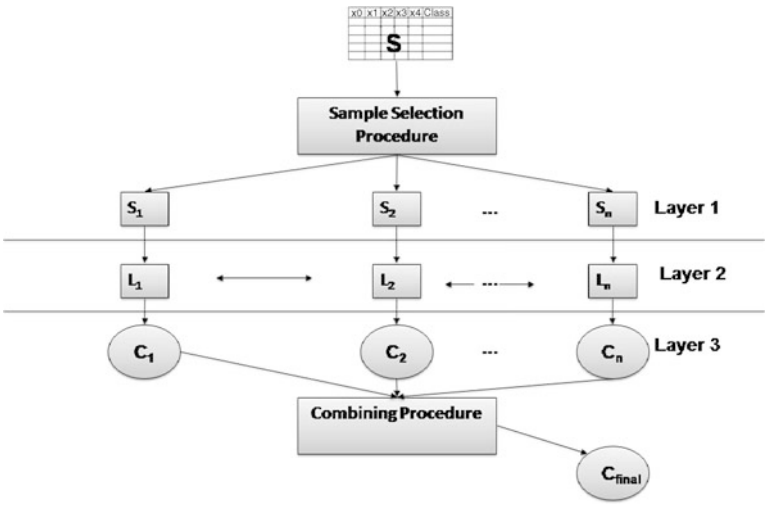 x0 x1 x2 x3 x4 Class
S
Sample Selection
Procedure
S1 S2 --- Sn Layer 1
L1 L2 --- Ln Layer 2
C1 C2 --- Cn Layer 3
Combining Procedure
Cfinal